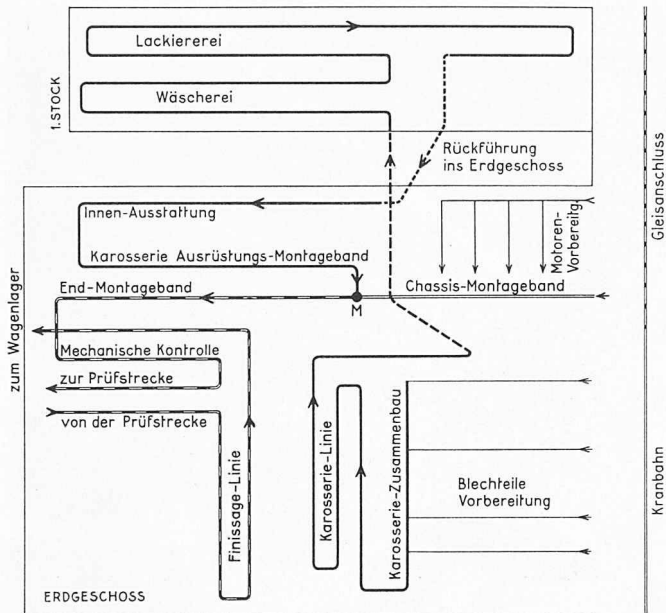 Lackiererei
Wäscherei
1.STOCK
Rückführung
ins Erdgeschoss
Gleisanschluss
Innen-Ausstattung
Motoren-
Vorbereitg.
Karosserie Ausrüstungs-Montageband
End-Montageband
Chassis-Montageband
M
zum Wagenlager
Mechanische Kontrolle
zur Prüfstrecke
von der Prüfstrecke
Finissage-Linie
Karosserie-Linie
Karosserie-Zusammenbau
Blechteile
Vorbereitung
Kranbahn
ERDGESCHOSS